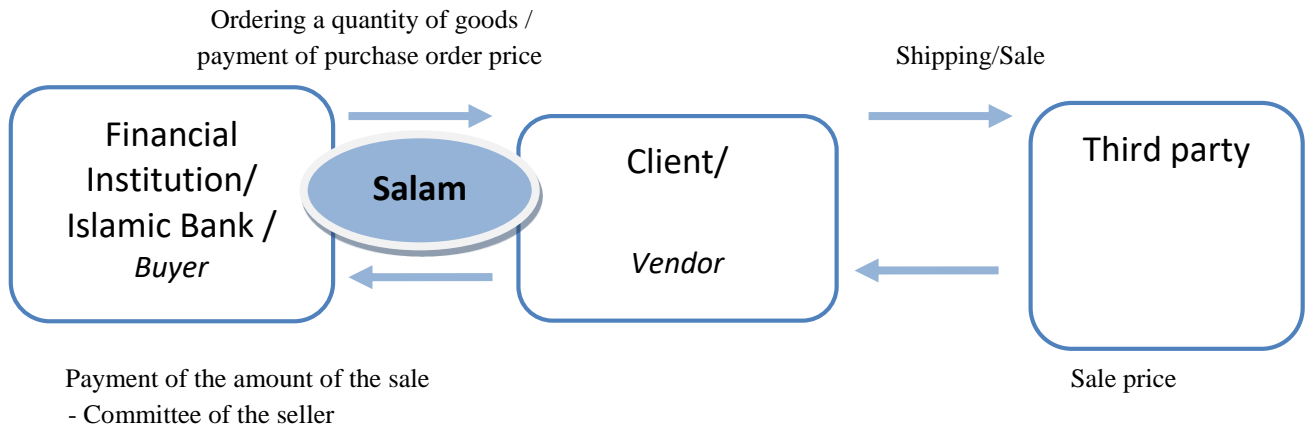 Ordering a quantity of goods /
payment of purchase order price
Shipping/Sale
Financial
Institution/
Islamic Bank /
Buyer
Salam
Client/
Vendor
Third party
Payment of the amount of the sale
- Committee of the seller
Sale price